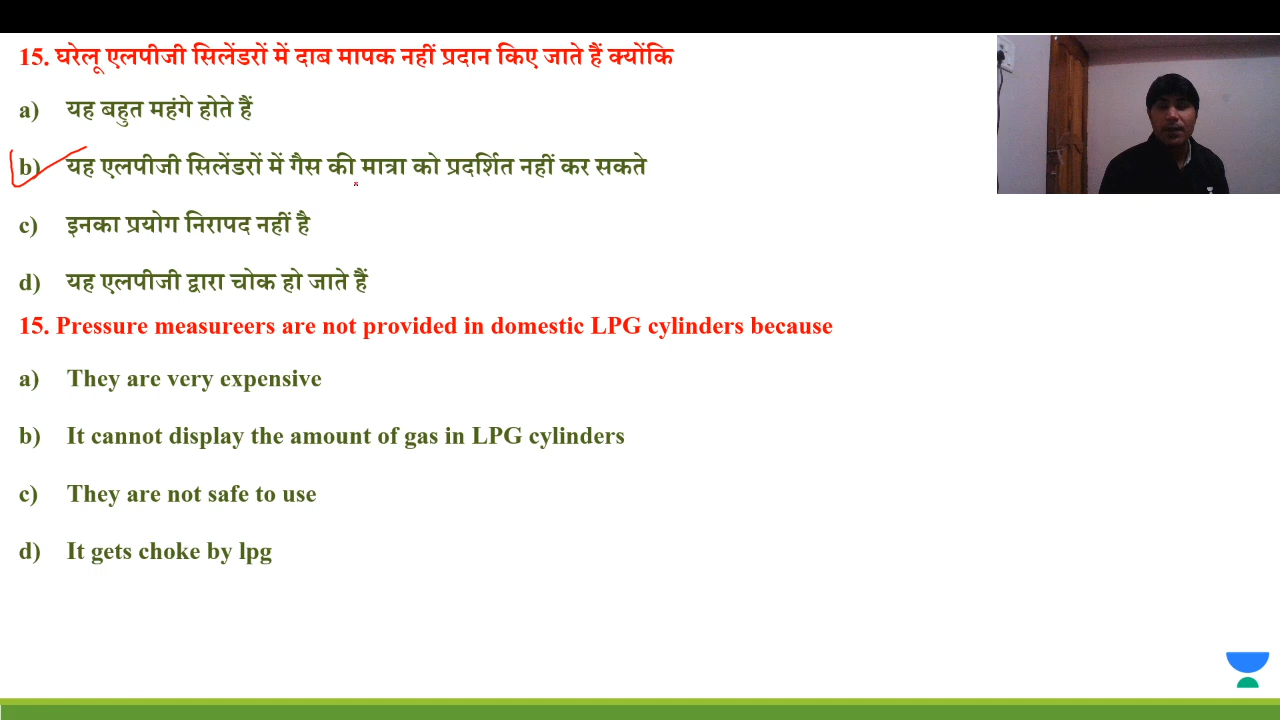 15. घरेलू एलपीजी सिलेंडरों में दाब मापक नहीं प्रदान किए जाते हैं क्योंकि
a) यह बहुत महंगे होते हैं
b) यह एलपीजी सिलेंडरों में गैस की मात्रा को प्रदर्शित नहीं कर सकते
c) इनका प्रयोग निरापद नहीं है
d) यह एलपीजी द्वारा चोक हो जाते हैं
15. Pressure measureers are not provided in domestic LPG cylinders because
a) They are very expensive
b) It cannot display the amount of gas in LPG cylinders
c) They are not safe to use
d) It gets choke by lpg